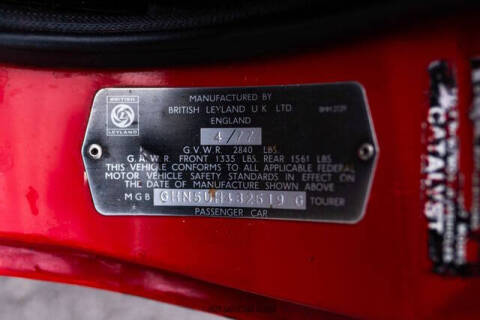 BRITISH
LEYLAND
MANUFACTURED BY
BRITISH LEYLAND U K LTD.
ENGLAND
4/77
G.V.W.R. 2840 LBS.
G.A.W.R. FRONT 1335 LBS. REAR 1561 LBS
THIS VEHICLE CONFORMS TO ALL APPLICABLE FEDERAL
MOTOR VEHICLE SAFETY STANDARDS IN EFFECT ON
THE DATE OF MANUFACTURE SHOWN ABOVE
MGB GHN5UH432619 G TOURER
PASSENGER CAR
CATALYST